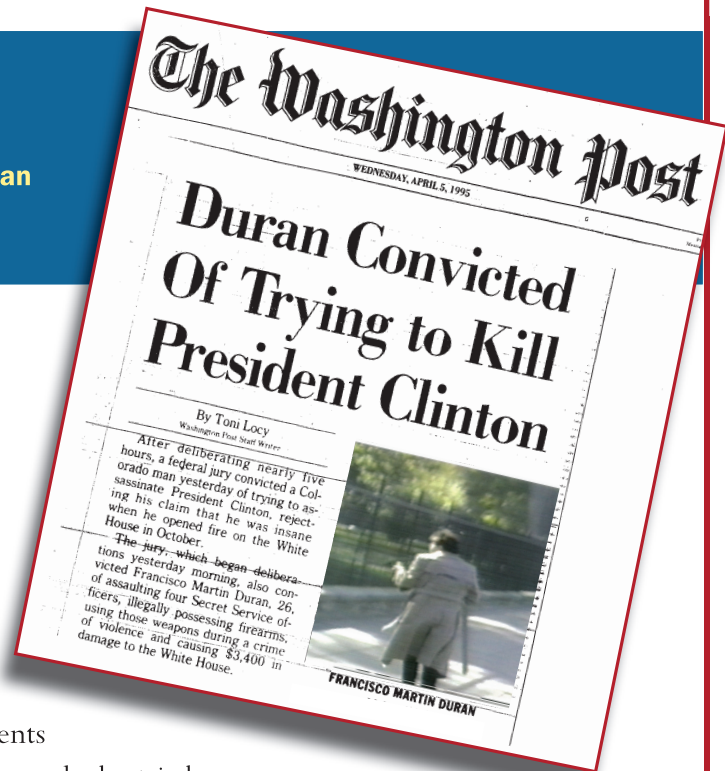 an
The Washington Post
WEDNESDAY, APRIL 5, 1995
Duran Convicted
Of Trying to Kill
President Clinton
By Toni Locy
Washington Post Staff Writer
After deliberating nearly five
hours, a federal jury convicted a Col-
orado man yesterday of trying to as-
sassinate President Clinton, reject-
ing his claim that he was insane
when he opened fire on the White
House in October.
The jury, which began delibera-
tions yesterday morning, also con-
victed Francisco Martin Duran, 26,
of assaulting four Secret Service of-
ficers, illegally possessing firearms,
using those weapons during a crime
of violence and causing $3,400 in
damage to the White House.
FRANCISCO MARTIN DURAN
ents